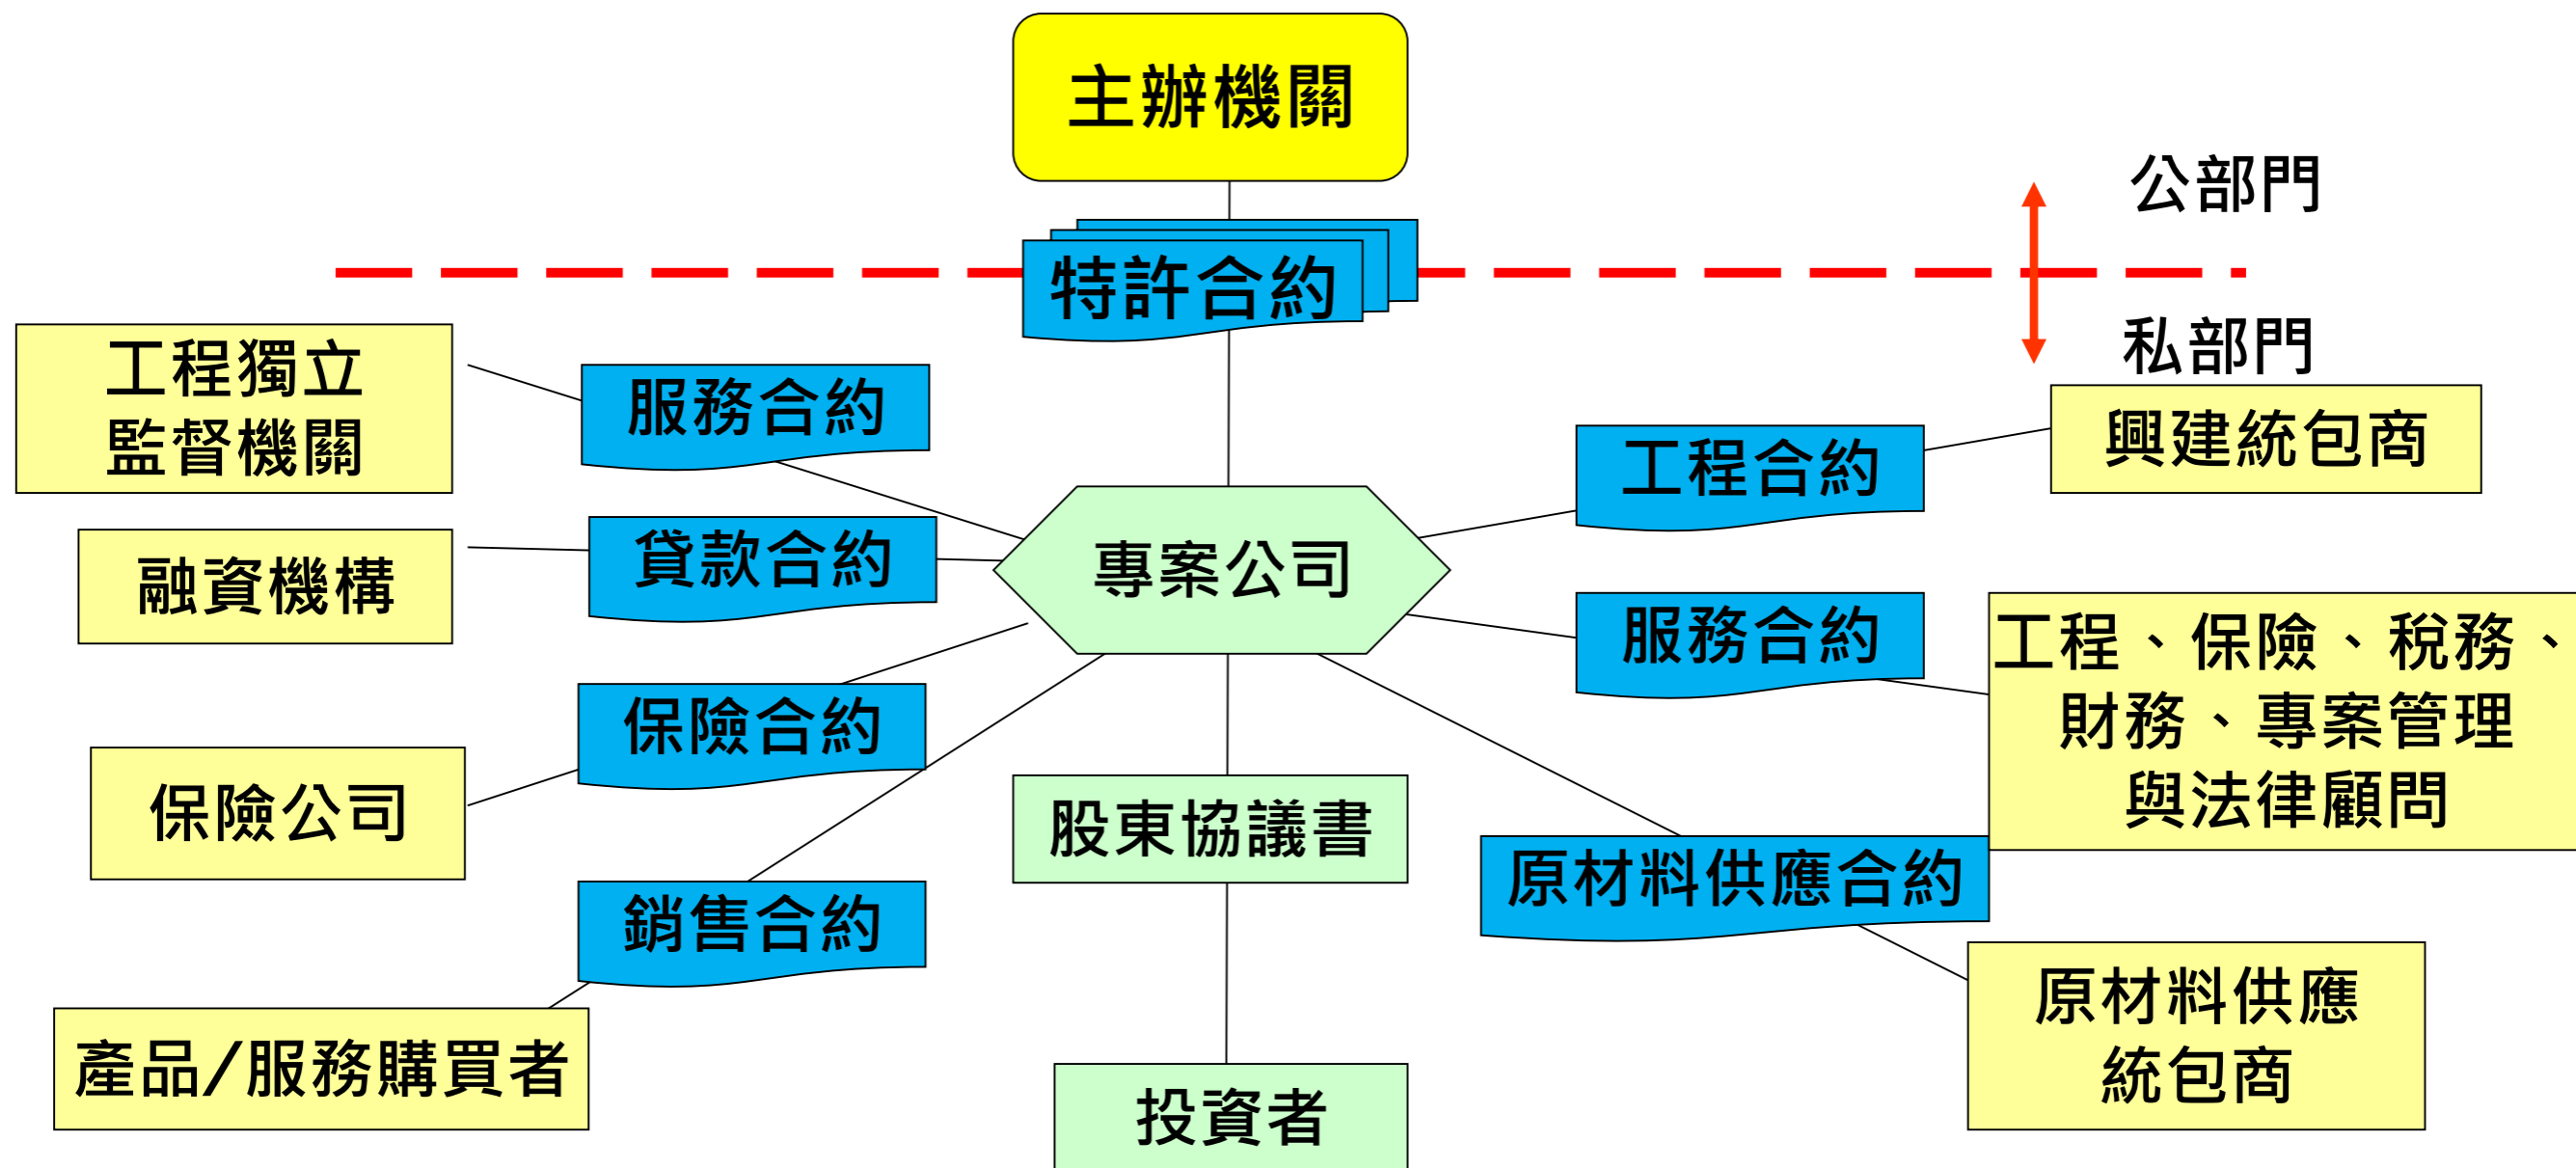 主辦機關
公部門
特許合約
私部門
工程獨立
監督機關
服務合約
工程合約
興建統包商
融資機構
貸款合約
專案公司
服務合約
工程、保險、稅務、
財務、專案管理
與法律顧問
保險公司
保險合約
股東協議書
原材料供應合約
銷售合約
原材料供應
統包商
產品/服務購買者
投資者